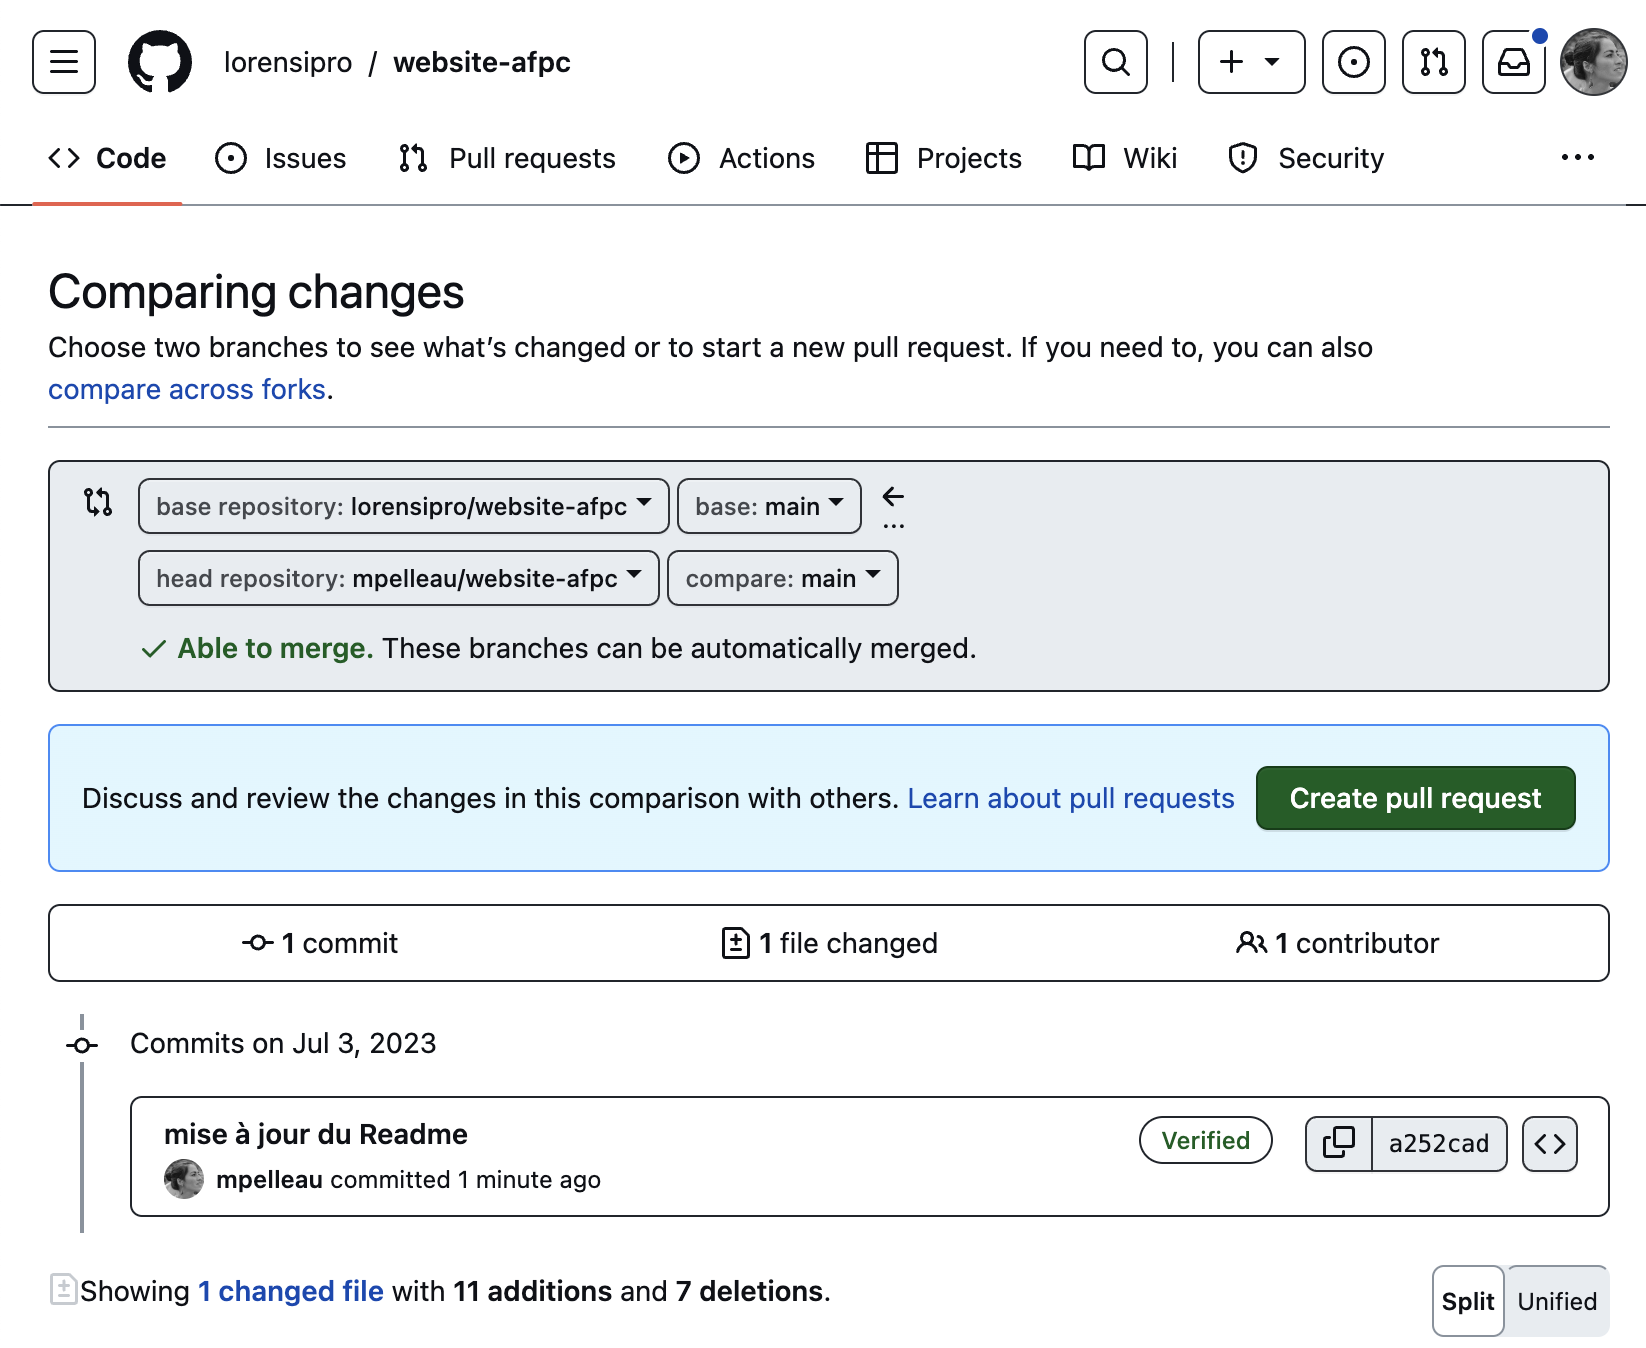 lorensipro / website-afpc
Code Issues Pull requests Actions Projects Wiki Security
Comparing changes
Choose two branches to see what’s changed or to start a new pull request. If you need to, you can also
compare across forks.
base repository: lorensipro/website-afpc base: main
...
head repository: mpelleau/website-afpc compare: main
Able to merge. These branches can be automatically merged.
Discuss and review the changes in this comparison with others. Learn about pull requests Create pull request
1 commit 1 file changed 1 contributor
Commits on Jul 3, 2023
mise à jour du Readme
Verified a252cad
mpelleau committed 1 minute ago
Showing 1 changed file with 11 additions and 7 deletions.
Split Unified